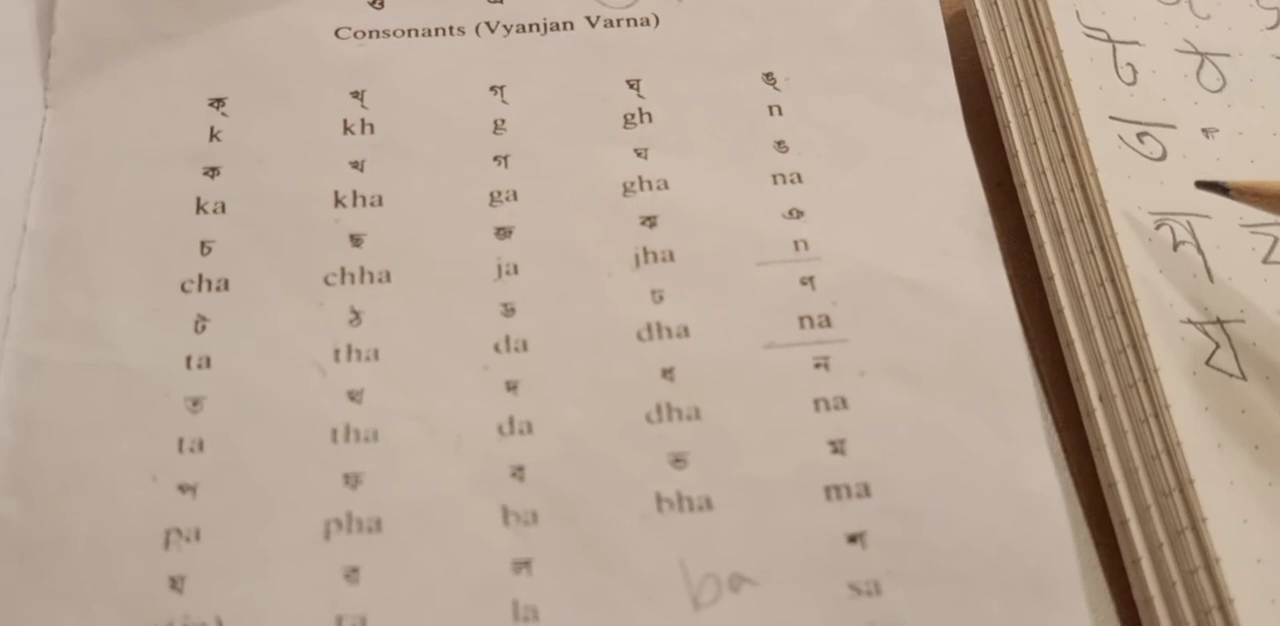 Consonants (Vyanjan Varna)
ক্ খ্ গ্ ঘ্ ঙ্
k kh g gh n
ক খ গ ঘ ঙ
ka kha ga gha na
চ ছ জ ঝ ঞ
cha chha ja jha n
ট ঠ ড ঢ ণ
ta tha da dha na
ত থ দ ধ ন
ta tha da dha na
প ফ ব ভ ম
pa pha ba bha ma
য র ল শ
la ba sa
ট ঠ
ত